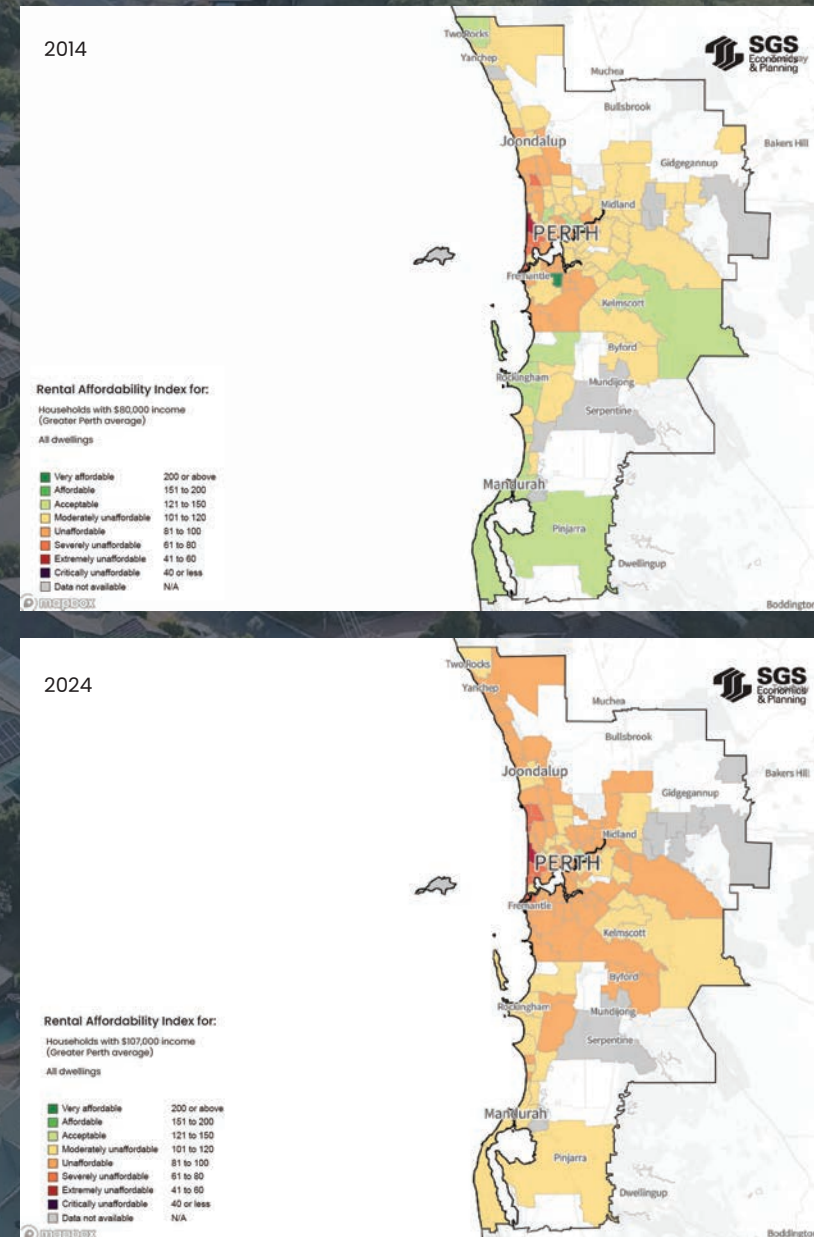 2014
SGS
Economics
& Planning
Two Rocks
Yanchep
Muchea
Bullsbrook
Joondalup
Bakers Hill
Gidgegannup
Midland
PERTH
Fremantle
Kelmscott
Byford
Rockingham
Mundijong
Serpentine
Mandurah
Pinjarra
Dwellingup
Boddington
Rental Affordability Index for:
Households with $80,000 income
(Greater Perth average)
All dwellings
Very affordable 200 or above
Affordable 151 to 200
Acceptable 121 to 150
Moderately unaffordable 101 to 120
Unaffordable 81 to 100
Severely unaffordable 61 to 80
Extremely unaffordable 41 to 60
Critically unaffordable 40 or less
Data not available N/A
mapbox
2024
SGS
Economics
& Planning
Two Rocks
Yanchep
Muchea
Bullsbrook
Joondalup
Bakers Hill
Gidgegannup
Midland
PERTH
Fremantle
Kelmscott
Byford
Rockingham
Mundijong
Serpentine
Mandurah
Pinjarra
Dwellingup
Boddington
Rental Affordability Index for:
Households with $107,000 income
(Greater Perth average)
All dwellings
Very affordable 200 or above
Affordable 151 to 200
Acceptable 121 to 150
Moderately unaffordable 101 to 120
Unaffordable 81 to 100
Severely unaffordable 61 to 80
Extremely unaffordable 41 to 60
Critically unaffordable 40 or less
Data not available N/A
mapbox